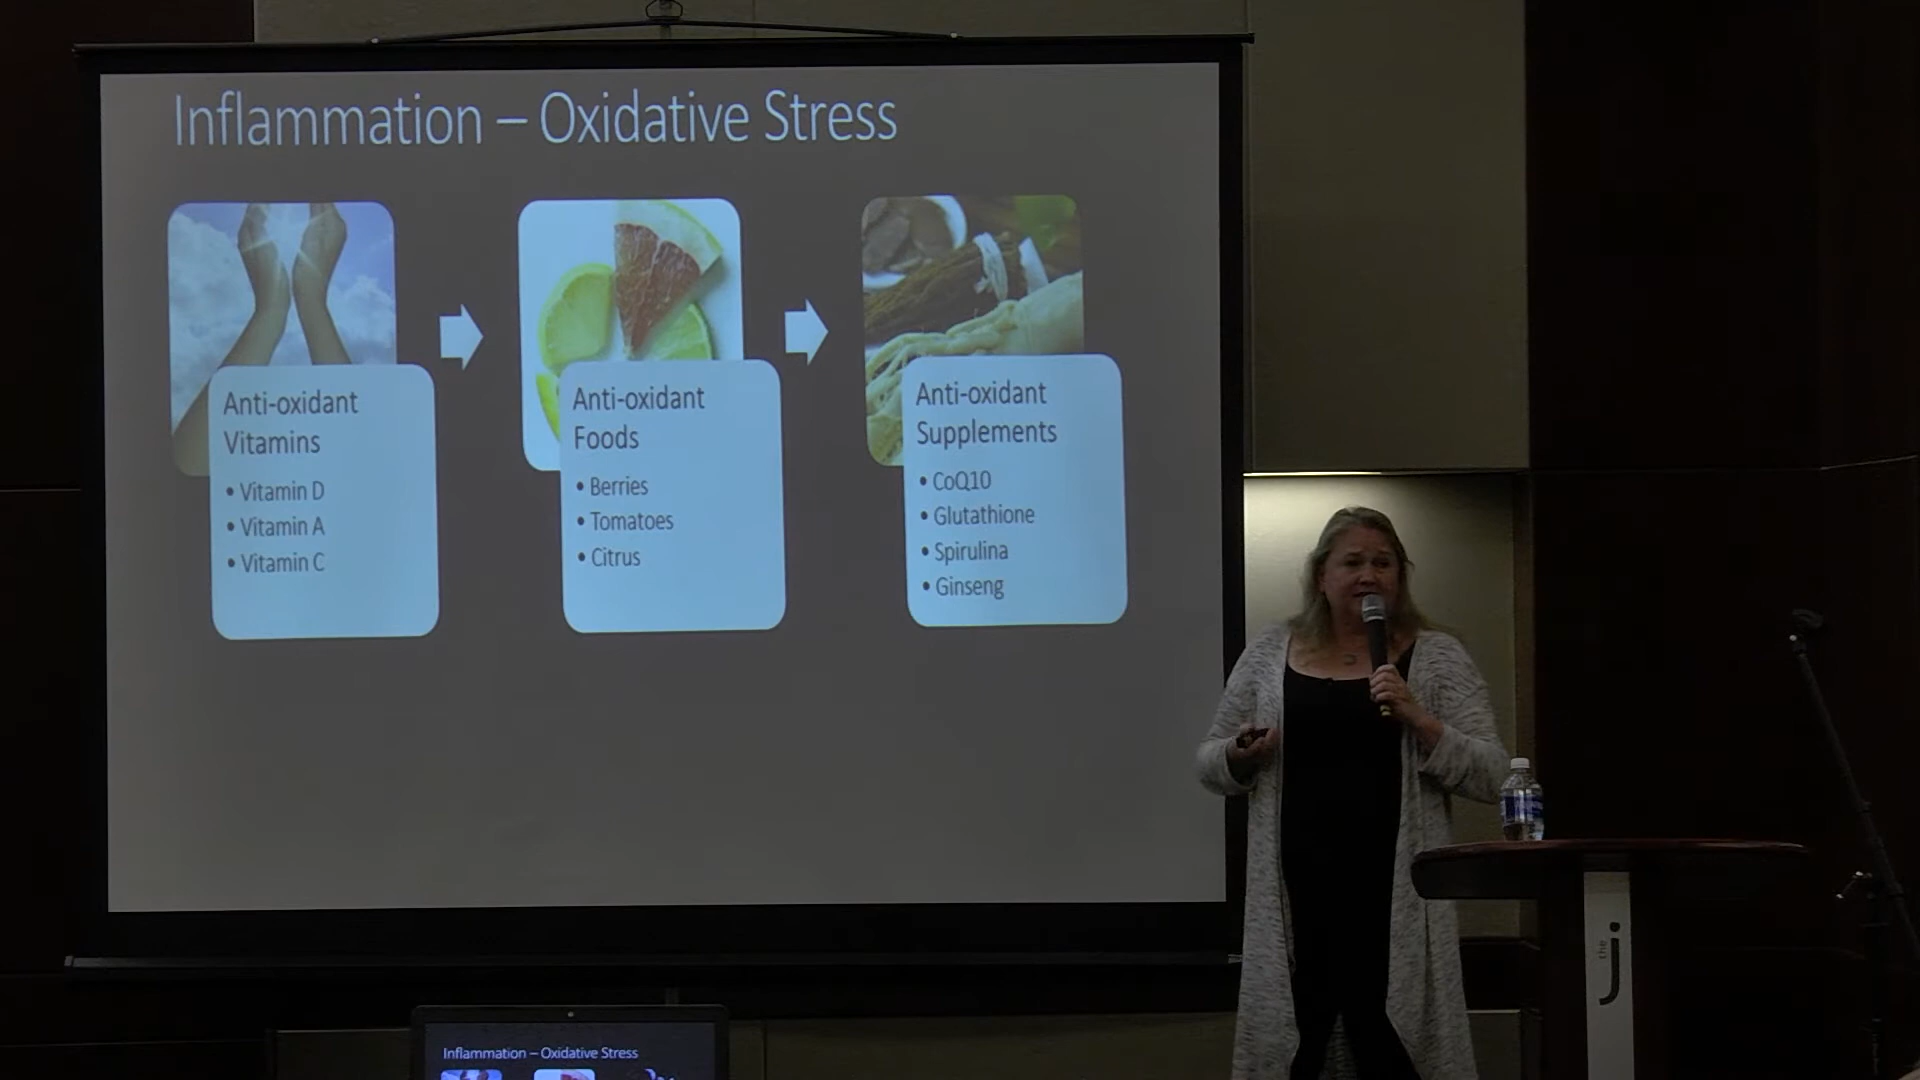 Inflammation – Oxidative Stress
Anti-oxidant
Vitamins
• Vitamin D
• Vitamin A
• Vitamin C
Anti-oxidant
Foods
• Berries
• Tomatoes
• Citrus
Anti-oxidant
Supplements
• CoQ10
• Glutathione
• Spirulina
• Ginseng
the j
Inflammation – Oxidative Stress